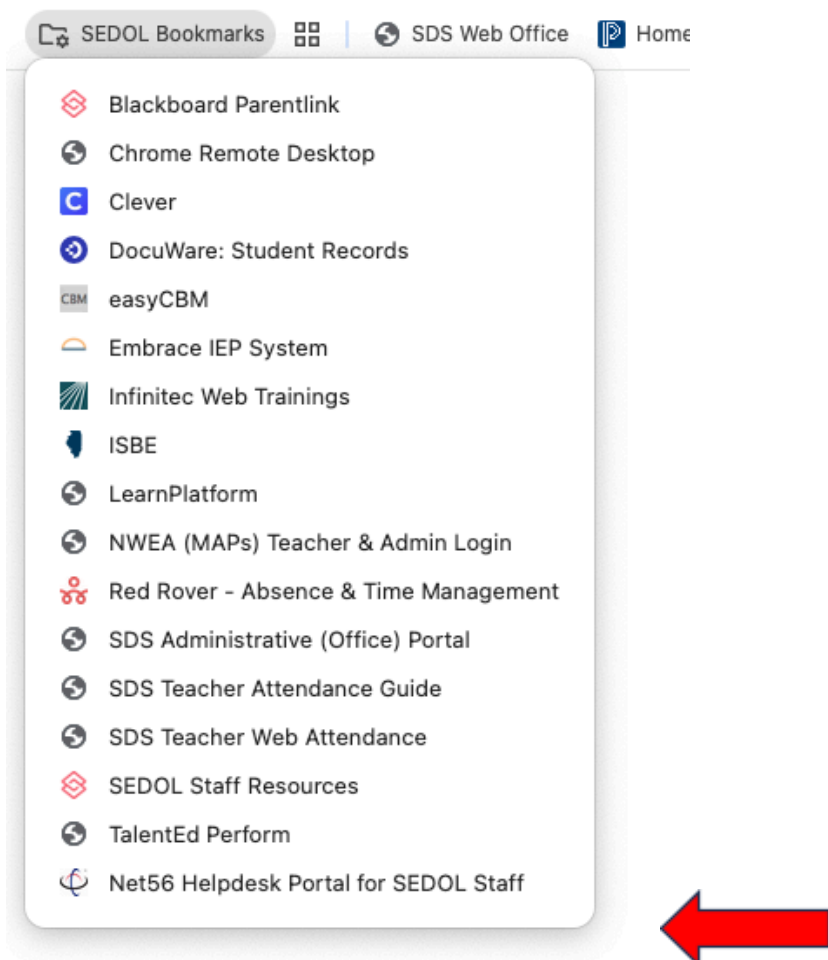 SEDOL Bookmarks SDS Web Office Home
Blackboard Parentlink
Chrome Remote Desktop
C Clever
DocuWare: Student Records
CBM easyCBM
Embrace IEP System
Infinitec Web Trainings
ISBE
LearnPlatform
NWEA (MAPs) Teacher & Admin Login
Red Rover - Absence & Time Management
SDS Administrative (Office) Portal
SDS Teacher Attendance Guide
SDS Teacher Web Attendance
SEDOL Staff Resources
TalentEd Perform
Net56 Helpdesk Portal for SEDOL Staff